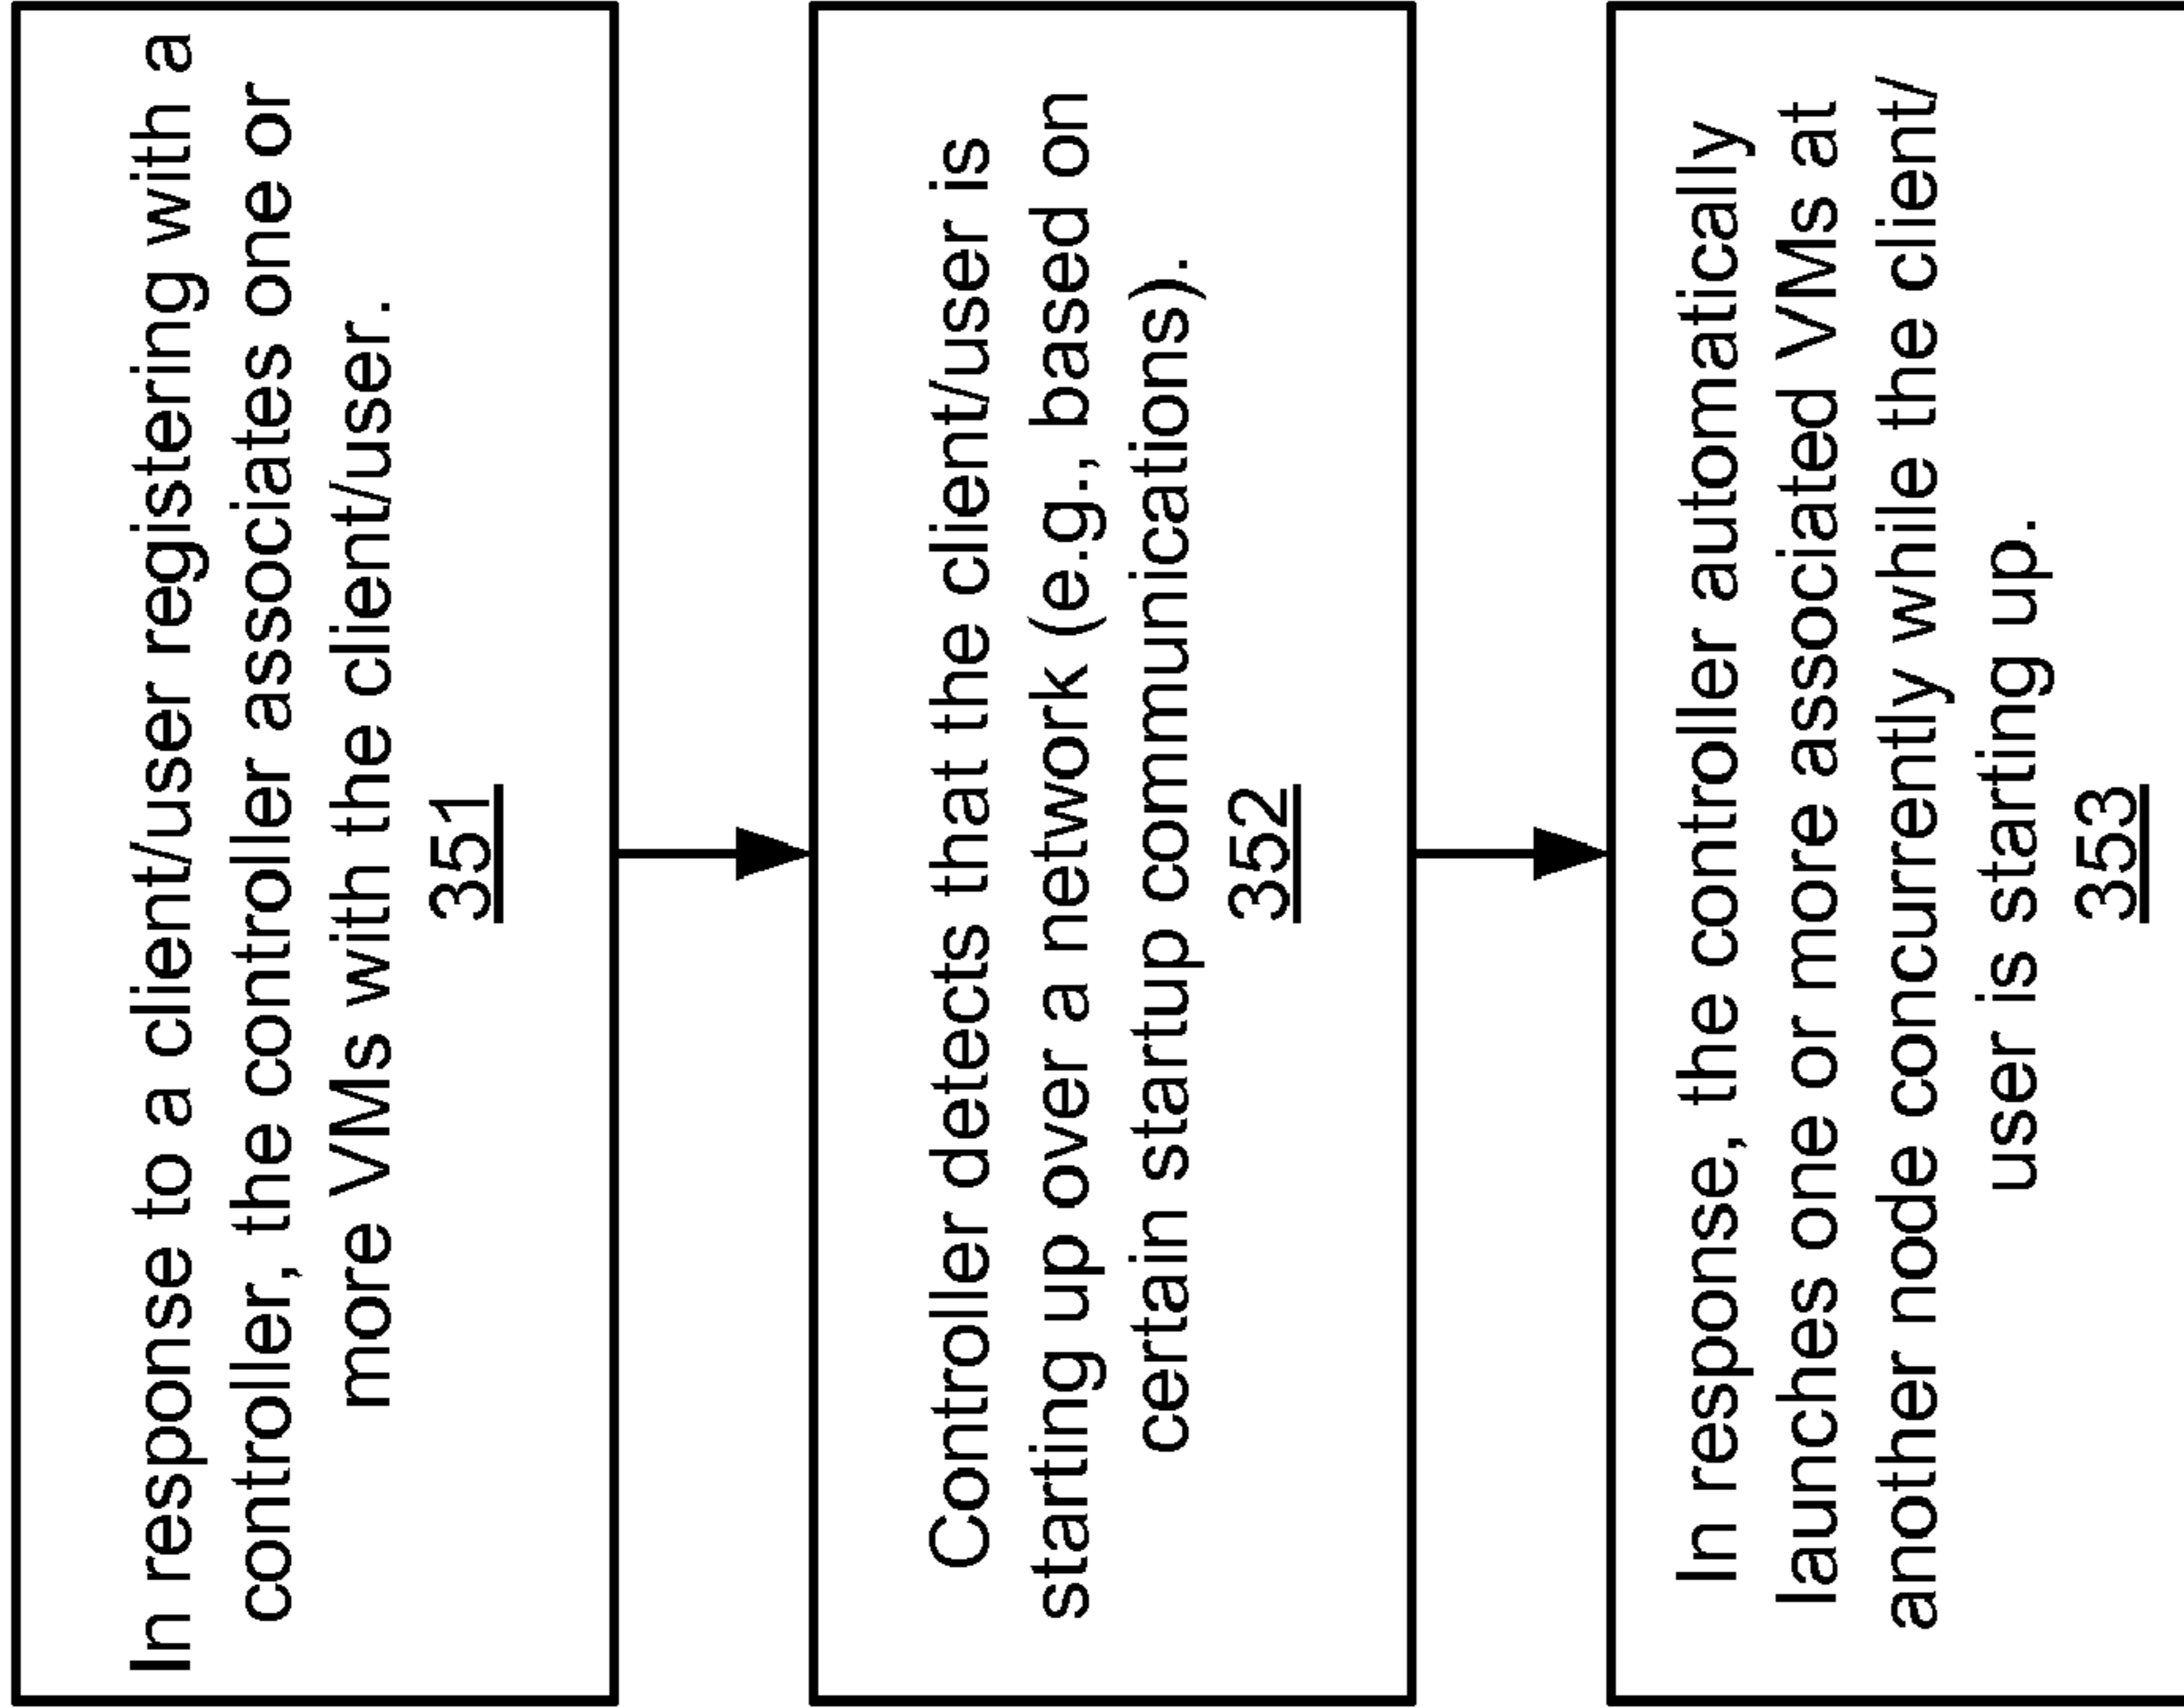 In response to a client/user registering with a
controller, the controller associates one or
more VMs with the client/user.
351
Controller detects that the client/user is
starting up over a network (e.g., based on
certain startup communications).
352
In response, the controller automatically
launches one or more associated VMs at
another node concurrently while the client/
user is starting up.
353